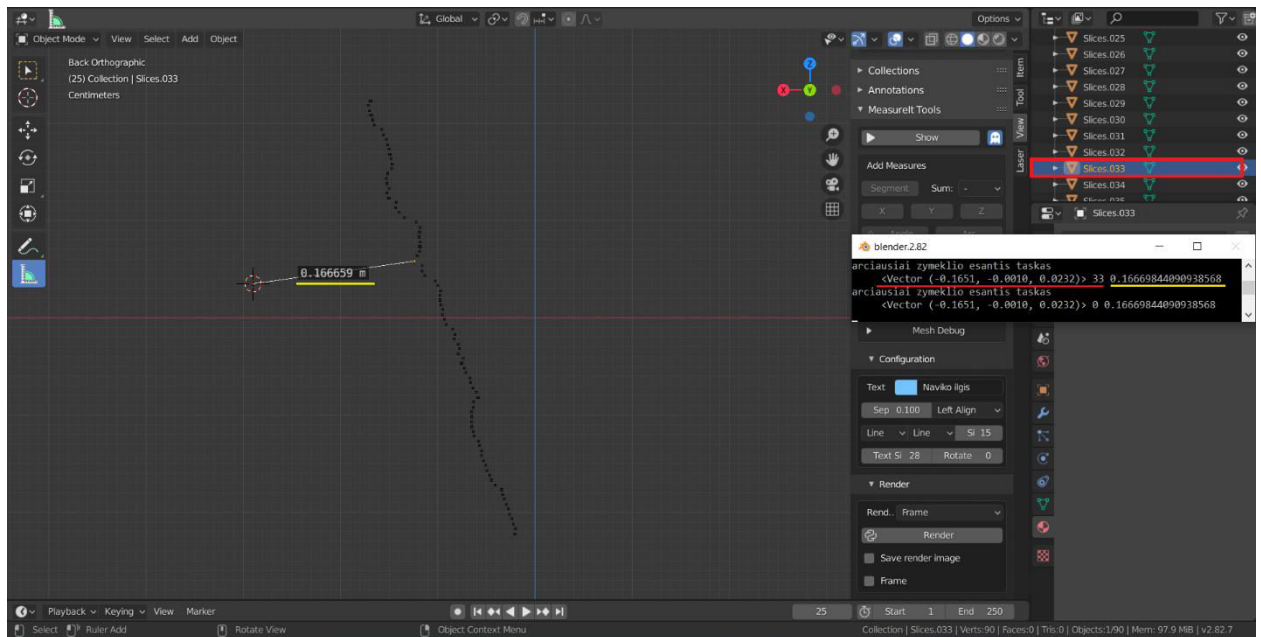 Global
Options
Object Mode
View
Select
Add
Object
Back Orthographic
(25) Collection | Slices.033
Centimeters
Z
X
Y
0.166659 m
Collections
Annotations
MeasureIt Tools
Show
Add Measures
Segment
Sum:
-
X
Y
Z
Angle
Arc
Mesh Debug
Configuration
Text
Naviko ilgis
Sep 0.100
Left Align
Line
Line
Si 15
Text Si 28
Rotate 0
Render
Rend..
Frame
Render
Save render image
Frame
Item
Tool
View
Laser
Slices.025
Slices.026
Slices.027
Slices.028
Slices.029
Slices.030
Slices.031
Slices.032
Slices.033
Slices.034
Slices.035
Slices.033
blender.2.82
arciausiai zymeklio esantis taskas
<Vector (-0.1651, -0.0010, 0.0232)> 33 0.16669844090938568
arciausiai zymeklio esantis taskas
<Vector (-0.1651, -0.0010, 0.0232)> 0 0.16669844090938568
Playback
Keying
View
Marker
25
Start 1
End 250
Select
Ruler Add
Rotate View
Object Context Menu
Collection | Slices.033 | Verts:90 | Faces:0 | Tris:0 | Objects:1/90 | Mem: 97.9 MiB | v2.82.7